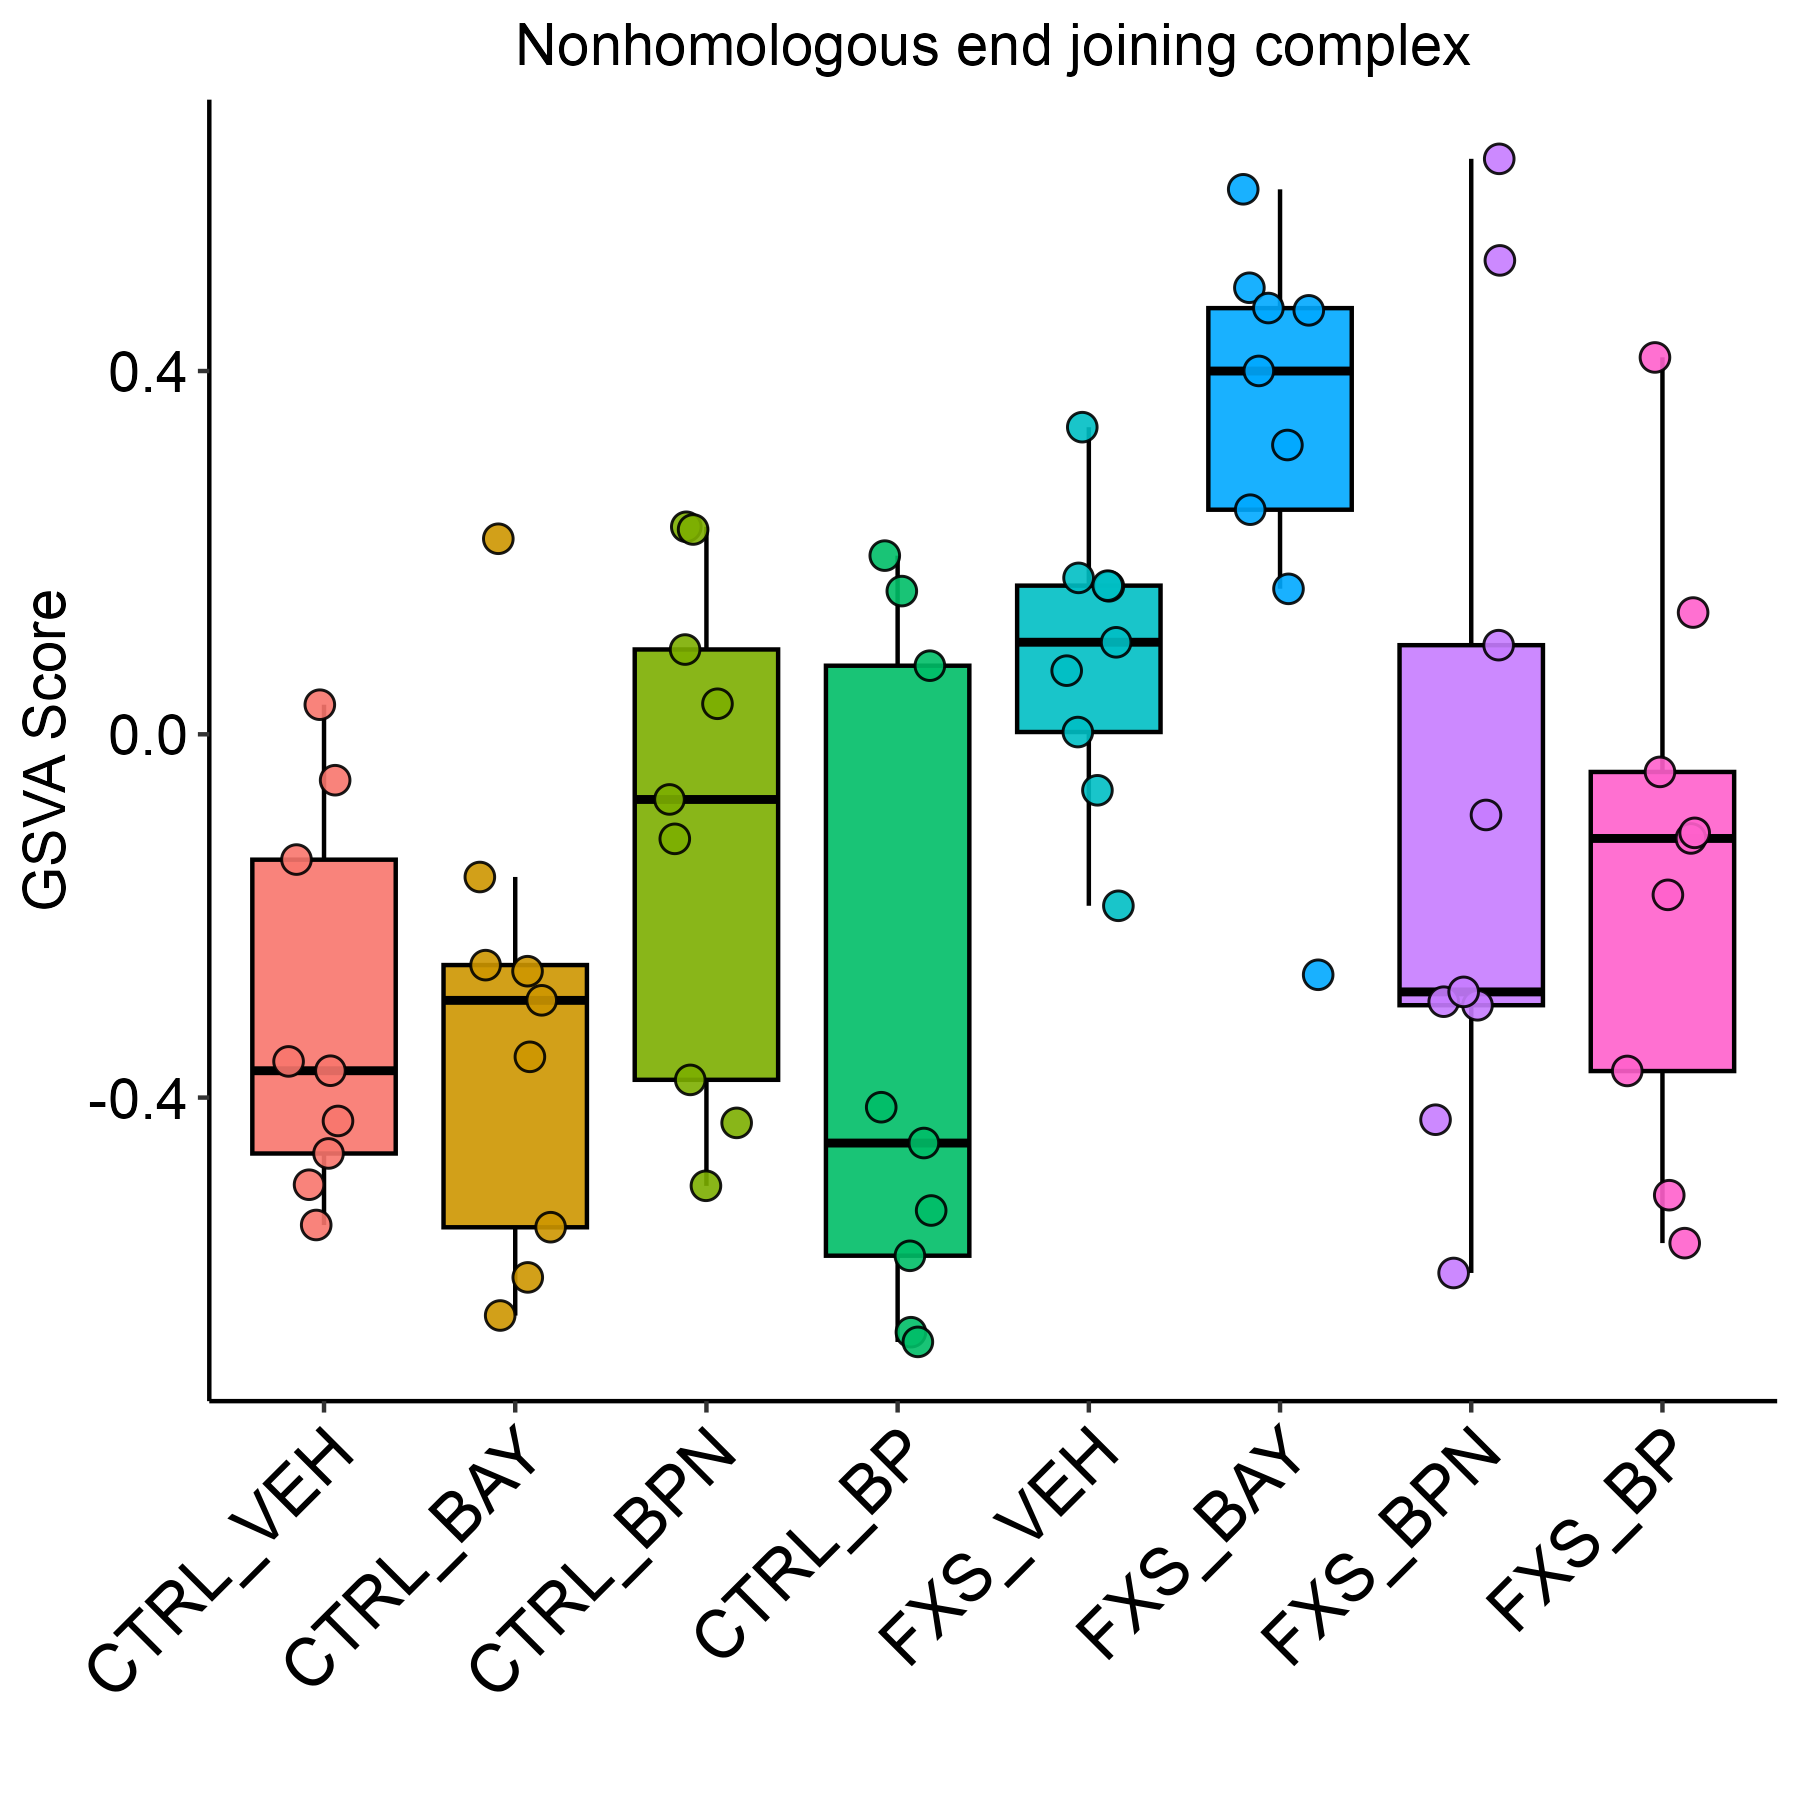 Nonhomologous end joining complex
GSVA Score
0.4
0.0
-0.4
CTRL_VEH
CTRL_BAY
CTRL_BPN
CTRL_BP
FXS_VEH
FXS_BAY
FXS_BPN
FXS_BP